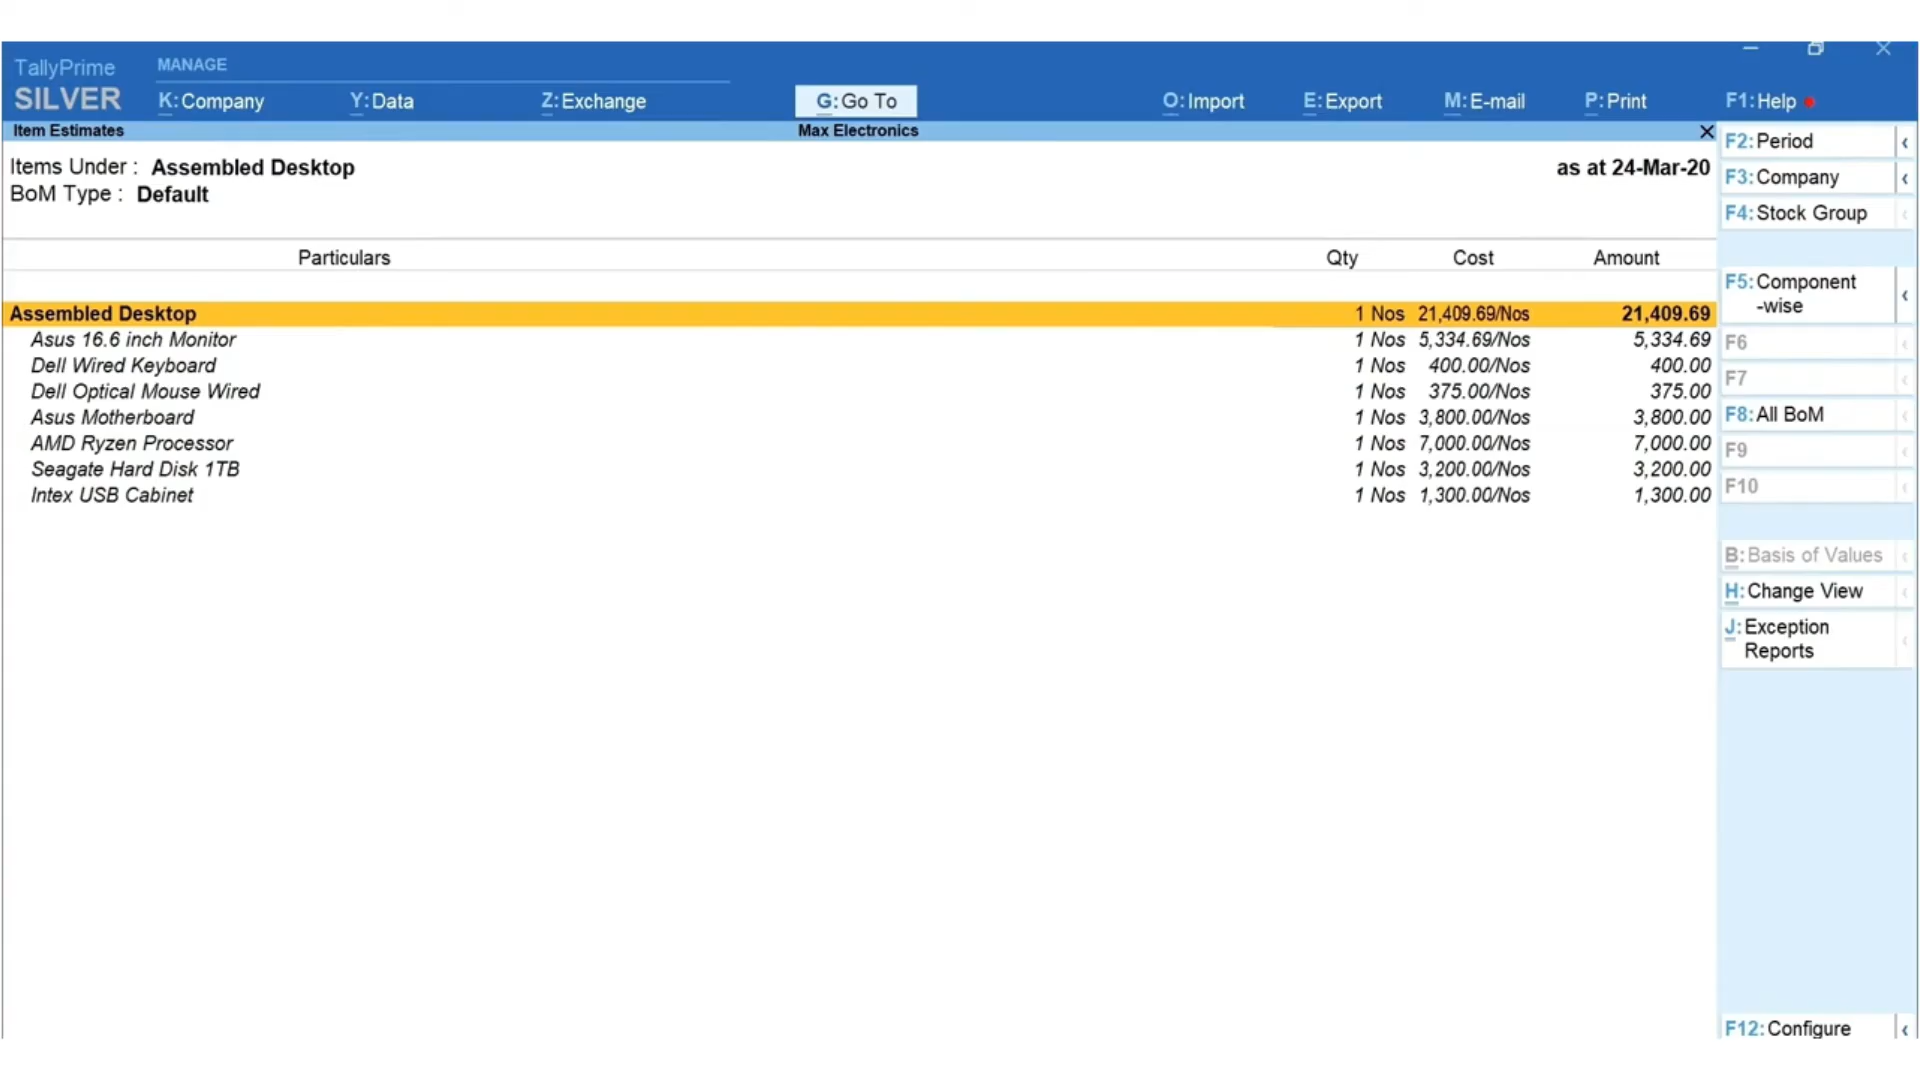 TallyPrime
SILVER
MANAGE
K:Company Y:Data Z:Exchange G:Go To O:Import E:Export M:E-mail P:Print F1:Help
Item Estimates Max Electronics
Items Under : Assembled Desktop as at 24-Mar-20
BoM Type : Default
Particulars Qty Cost Amount
Assembled Desktop 1 Nos 21,409.69/Nos 21,409.69
Asus 16.6 inch Monitor 1 Nos 5,334.69/Nos 5,334.69
Dell Wired Keyboard 1 Nos 400.00/Nos 400.00
Dell Optical Mouse Wired 1 Nos 375.00/Nos 375.00
Asus Motherboard 1 Nos 3,800.00/Nos 3,800.00
AMD Ryzen Processor 1 Nos 7,000.00/Nos 7,000.00
Seagate Hard Disk 1TB 1 Nos 3,200.00/Nos 3,200.00
Intex USB Cabinet 1 Nos 1,300.00/Nos 1,300.00
F2:Period
F3:Company
F4:Stock Group
F5:Component
-wise
F6
F7
F8:All BoM
F9
F10
B:Basis of Values
H:Change View
J:Exception
Reports
F12:Configure